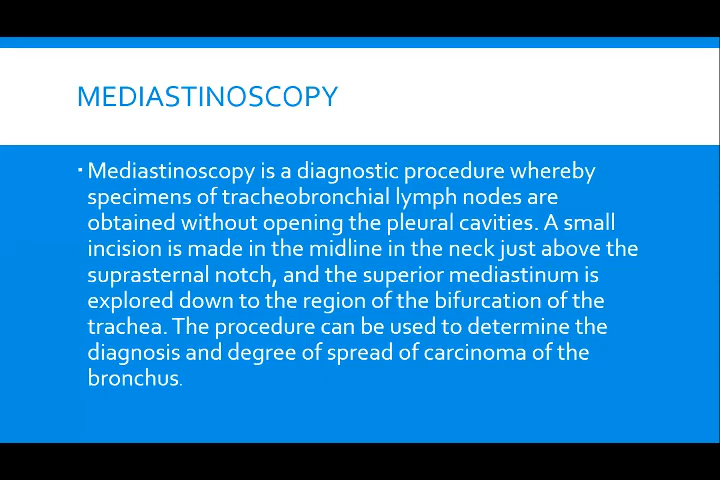 MEDIASTINOSCOPY
▪ Mediastinoscopy is a diagnostic procedure whereby
specimens of tracheobronchial lymph nodes are
obtained without opening the pleural cavities. A small
incision is made in the midline in the neck just above the
suprasternal notch, and the superior mediastinum is
explored down to the region of the bifurcation of the
trachea. The procedure can be used to determine the
diagnosis and degree of spread of carcinoma of the
bronchus.